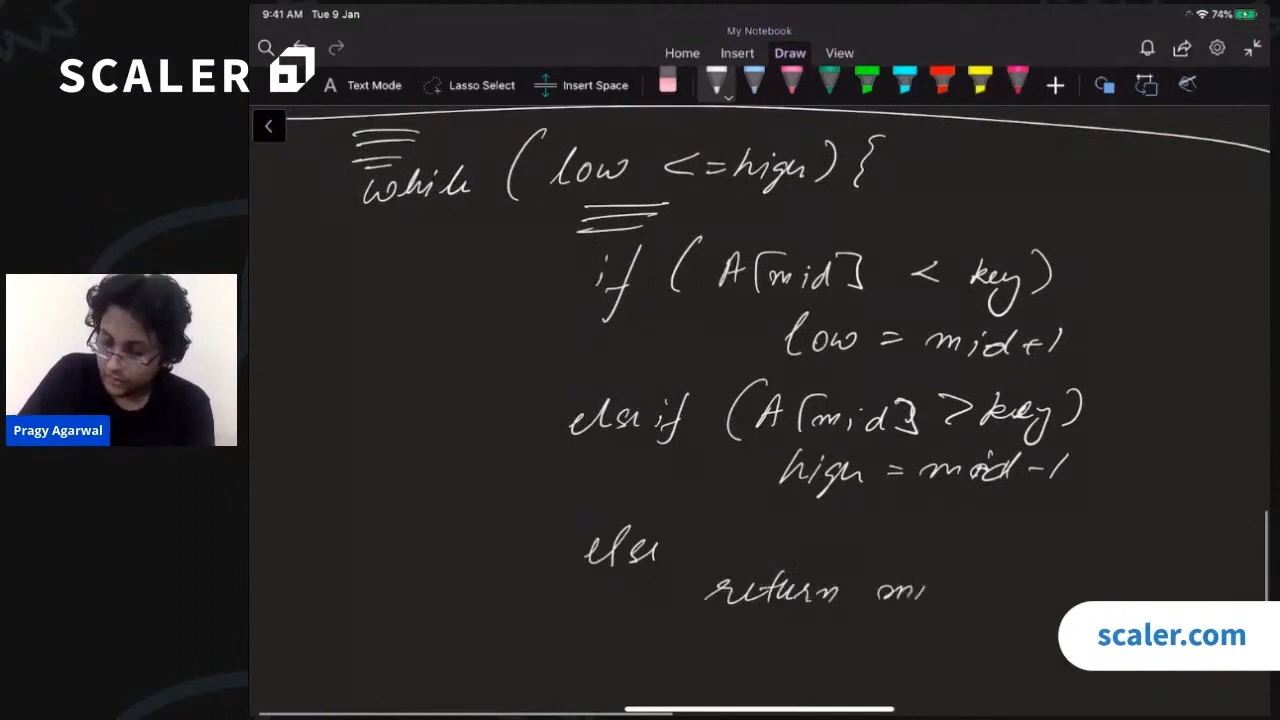 9:41 AM Tue 9 Jan
74%
My Notebook
SCALER
Home Insert Draw View
Text Mode Lasso Select Insert Space
while (low <= high) {
if (A[mid] < key)
low = mid+1
else if (A[mid] > key)
high = mid-1
else
return mi
Pragy Agarwal
scaler.com